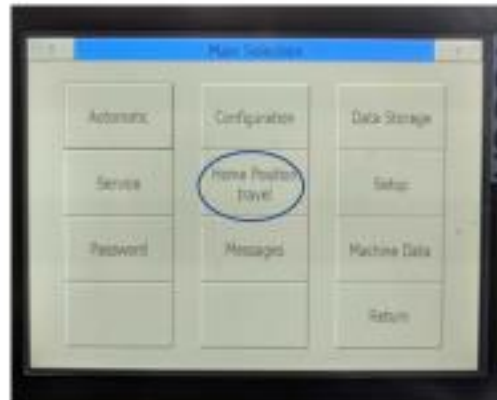 Main Selection
Automatic
Configuration
Data Storage
Service
Home Position
travel
Setup
Password
Messages
Machine Data
Return